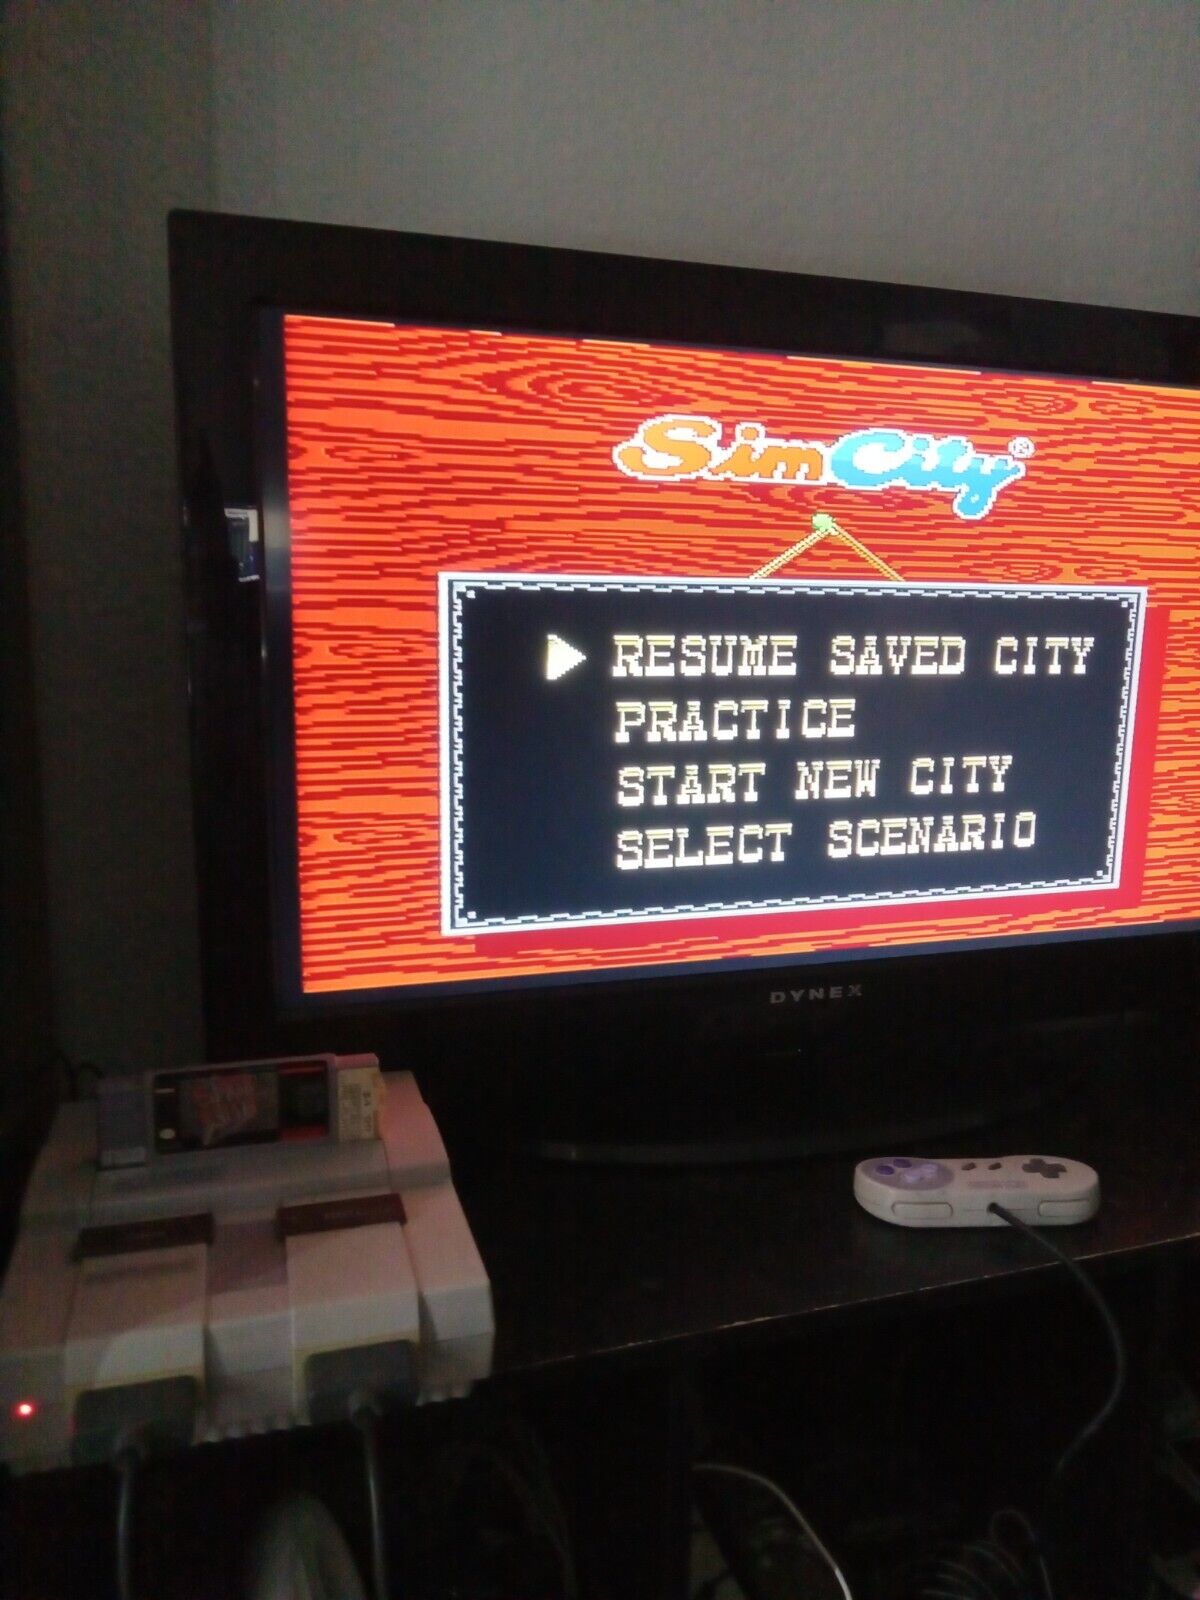 SimCity®
RESUME SAVED CITY
PRACTICE
START NEW CITY
SELECT SCENARIO
DYNEX